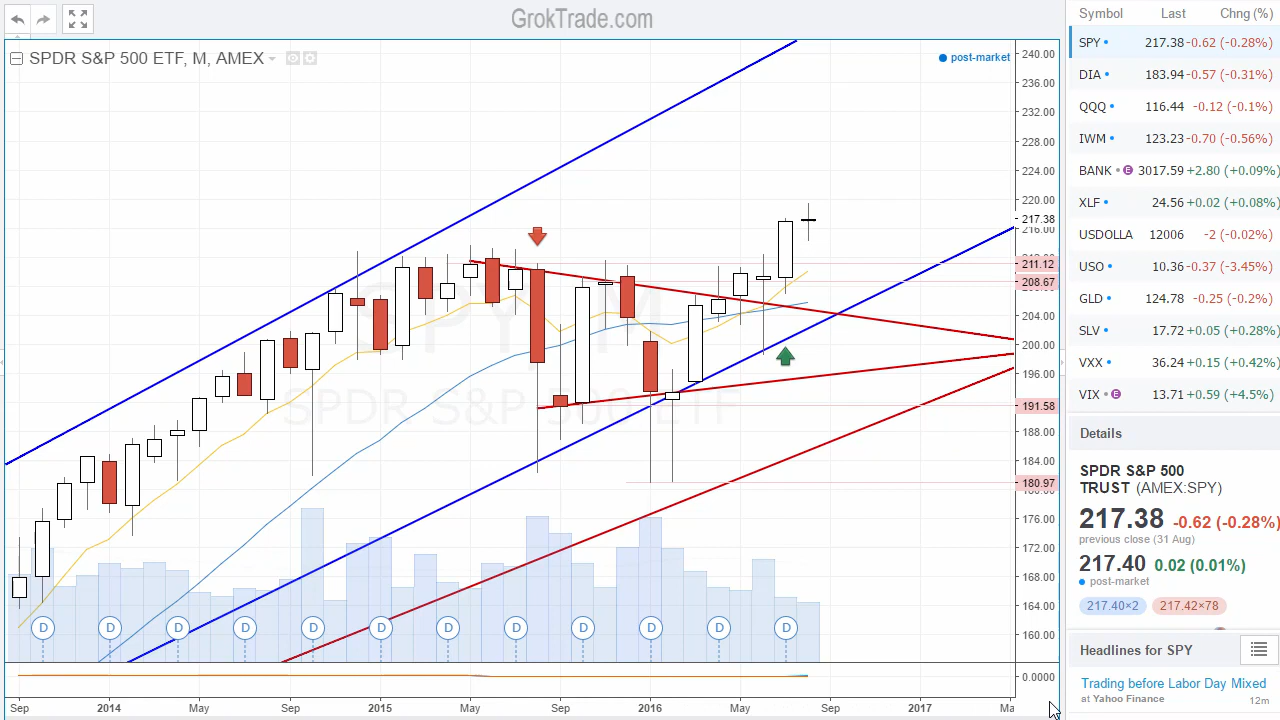 GrokTrade.com
SPDR S&P 500 ETF, M, AMEX
post-market
SPY, M
SPDR S&P 500 ETF
240.00
236.00
232.00
228.00
224.00
220.00
217.38
216.00
211.12
208.67
204.00
200.00
196.00
191.58
188.00
184.00
180.97
176.00
172.00
168.00
164.00
160.00
0.0000
D D D D D D D D D D D D
Sep 2014 May Sep 2015 May Sep 2016 May Sep 2017 Ma
Symbol Last Chng (%)
SPY 217.38 -0.62 (-0.28%)
DIA 183.94 -0.57 (-0.31%)
QQQ 116.44 -0.12 (-0.1%)
IWM 123.23 -0.70 (-0.56%)
BANK E 3017.59 +2.80 (+0.09%)
XLF 24.56 +0.02 (+0.08%)
USDOLLA 12006 -2 (-0.02%)
USO 10.36 -0.37 (-3.45%)
GLD 124.78 -0.25 (-0.2%)
SLV 17.72 +0.05 (+0.28%)
VXX 36.24 +0.15 (+0.42%)
VIX E 13.71 +0.59 (+4.5%)
Details
SPDR S&P 500
TRUST (AMEX:SPY)
217.38 -0.62 (-0.28%)
previous close (31 Aug)
217.40 0.02 (0.01%)
post-market
217.40×2 217.42×78
Headlines for SPY
Trading before Labor Day Mixed
at Yahoo Finance 12m